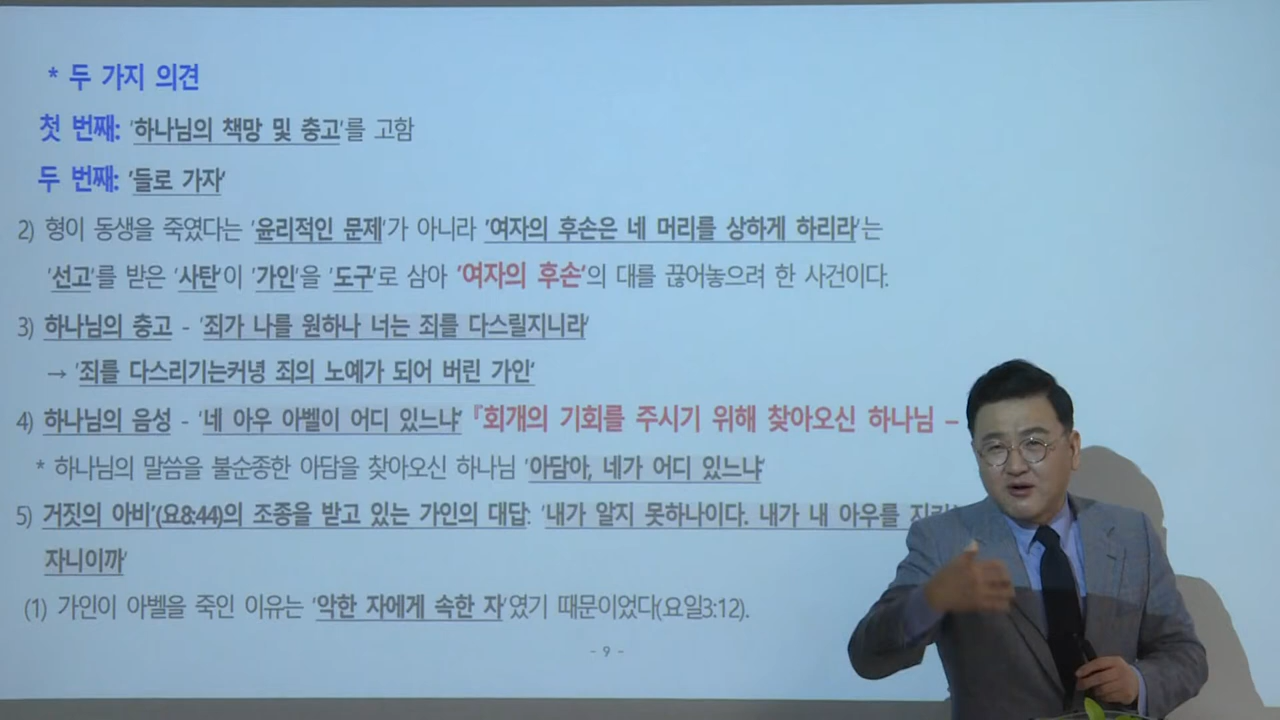 * 두 가지 의견
첫 번째: '하나님의 책망 및 충고'를 고함
두 번째: '들로 가자'
2) 형이 동생을 죽였다는 '윤리적인 문제'가 아니라 '여자의 후손은 네 머리를 상하게 하리라'는
'선고'를 받은 '사탄'이 '가인'을 '도구'로 삼아 '여자의 후손'의 대를 끊어놓으려 한 사건이다.
3) 하나님의 충고 - '죄가 나를 원하나 너는 죄를 다스릴지니라'
→ '죄를 다스리기는커녕 죄의 노예가 되어 버린 가인'
4) 하나님의 음성 - '네 아우 아벨이 어디 있느냐' 『회개의 기회를 주시기 위해 찾아오신 하나님 –
* 하나님의 말씀을 불순종한 아담을 찾아오신 하나님 '아담아, 네가 어디 있느냐'
5) 거짓의 아비'(요8:44)의 조종을 받고 있는 가인의 대답: '내가 알지 못하나이다. 내가 내 아우를
자니이까'
(1) 가인이 아벨을 죽인 이유는 '악한 자에게 속한 자'였기 때문이었다(요일3:12).
- 9 -